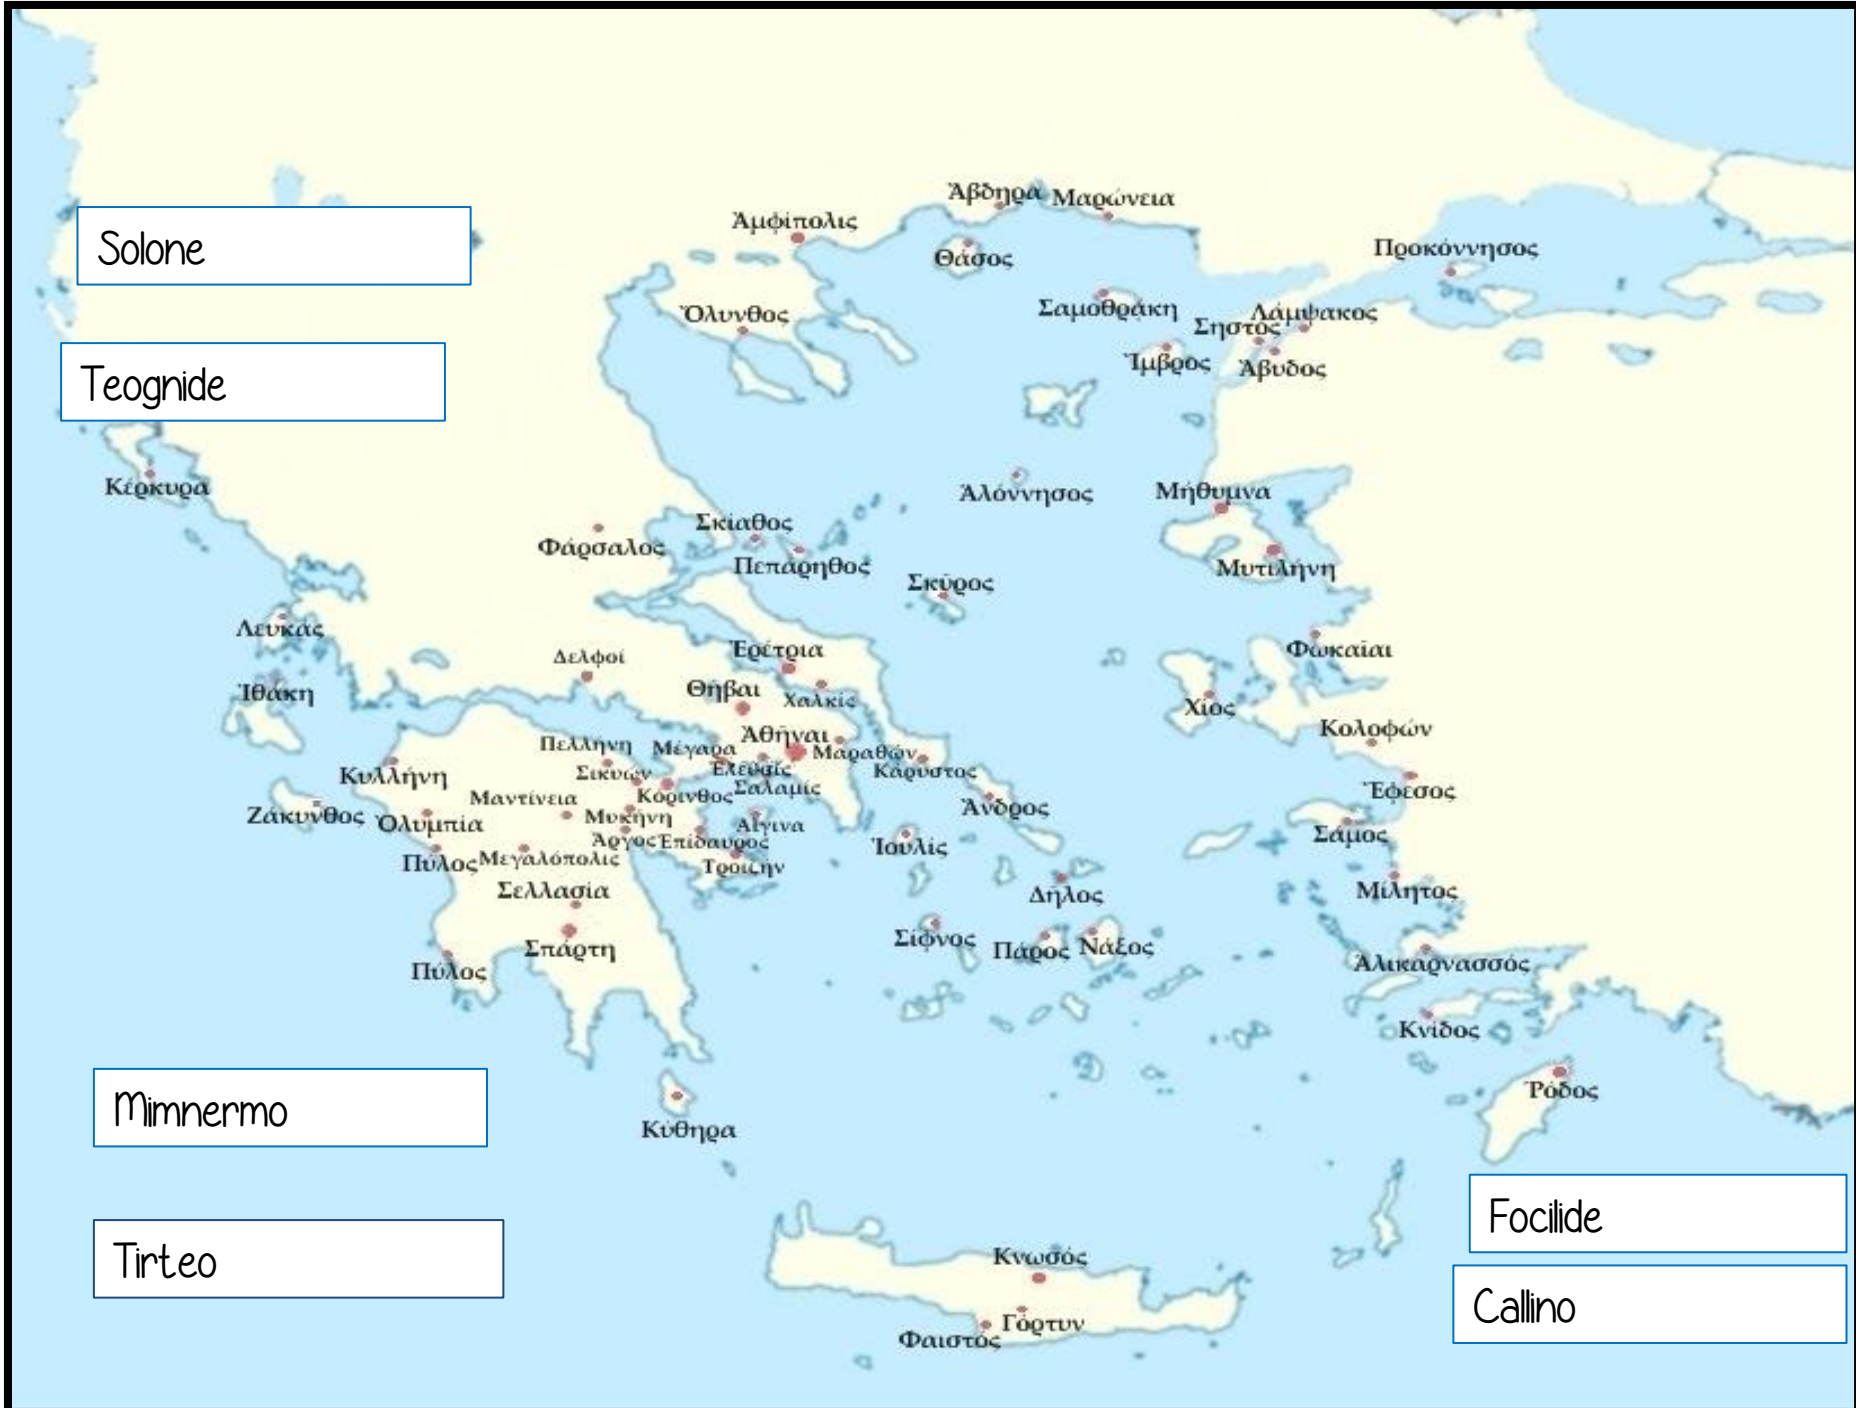 Ἄβδηρα
Μαρώνεια
Ἀμφίπολις
Solone
Προκόννησος
Θάσος
Σαμοθράκη
Λάμψακος
Ὄλυνθος
Σηστός
Ἴμβρος
Ἄβυδος
Teognide
Κέρκυρα
Ἁλόννησος
Μήθυμνα
Σκίαθος
Φάρσαλος
Πεπάρηθος
Μυτιλήνη
Σκῦρος
Λευκάς
Ἐρέτρια
Φωκαῖαι
Δελφοί
Ἰθάκη
Θῆβαι
Χαλκίς
Χίος
Κολοφών
Ἀθῆναι
Πελλήνη
Μέγαρα
Μαραθών
Σικυών
Ἐλευσίς
Κάρυστος
Κυλλήνη
Σαλαμίς
Ἔφεσος
Μαντίνεια
Κόρινθος
Ἄνδρος
Ζάκυνθος
Ὀλυμπία
Μυκήνη
Αἴγινα
Σάμος
Ἄργος
Ἐπίδαυρος
Ἰουλίς
Πύλος
Μεγαλόπολις
Τροιζήν
Σελλασία
Δῆλος
Μίλητος
Σπάρτη
Σίφνος
Πάρος
Νάξος
Πύλος
Ἁλικαρνασσός
Κνίδος
Ῥόδος
Mimnermo
Κύθηρα
Focilide
Tirteo
Κνωσός
Callino
Γόρτυν
Φαιστός